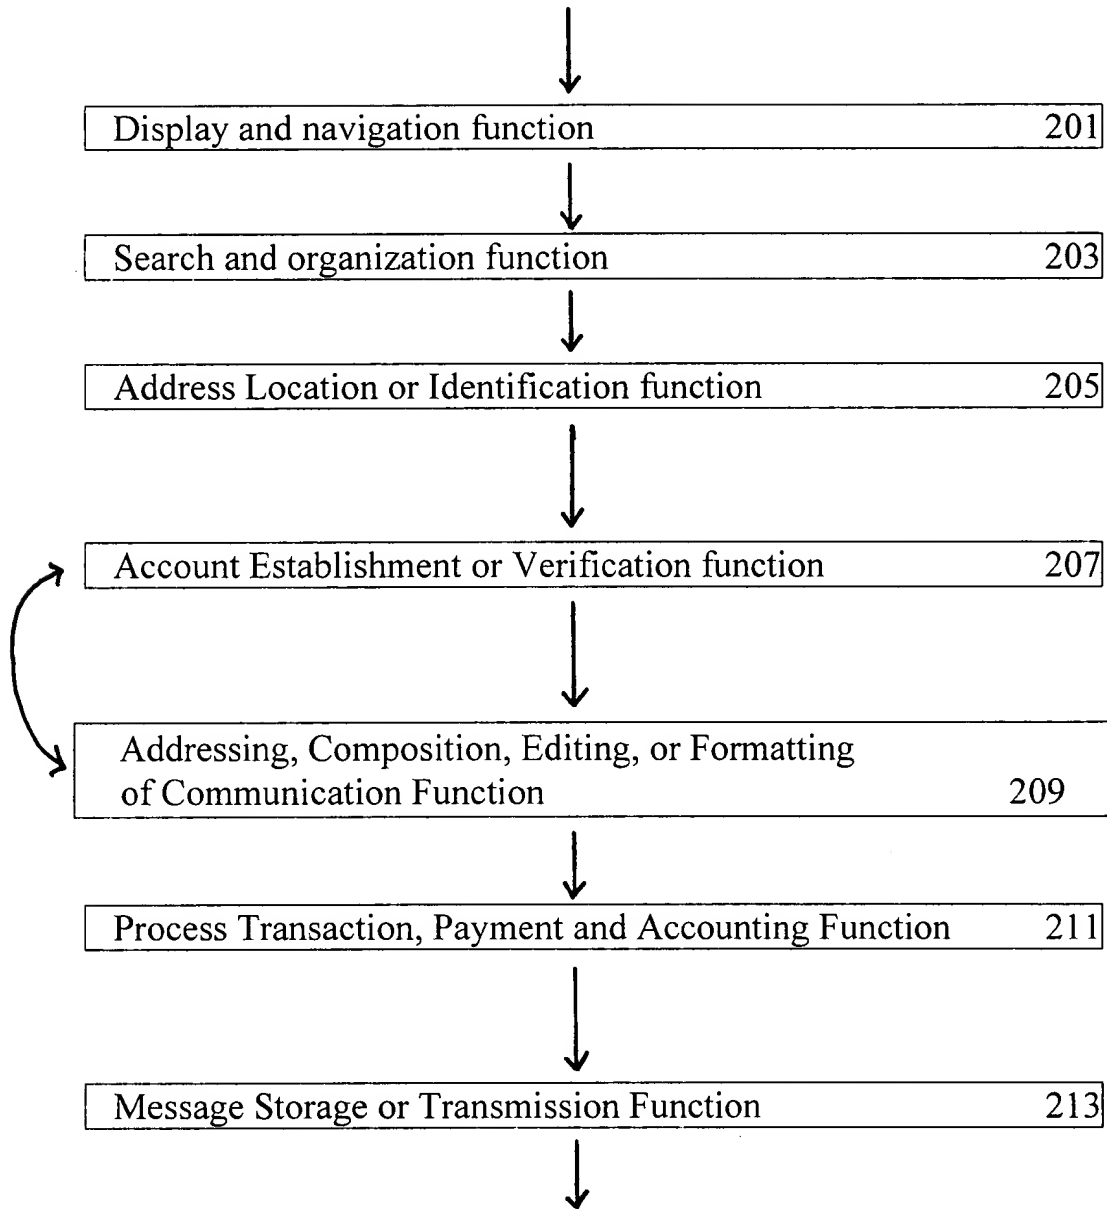 Display and navigation function 201
Search and organization function 203
Address Location or Identification function 205
Account Establishment or Verification function 207
Addressing, Composition, Editing, or Formatting
of Communication Function 209
Process Transaction, Payment and Accounting Function 211
Message Storage or Transmission Function 213